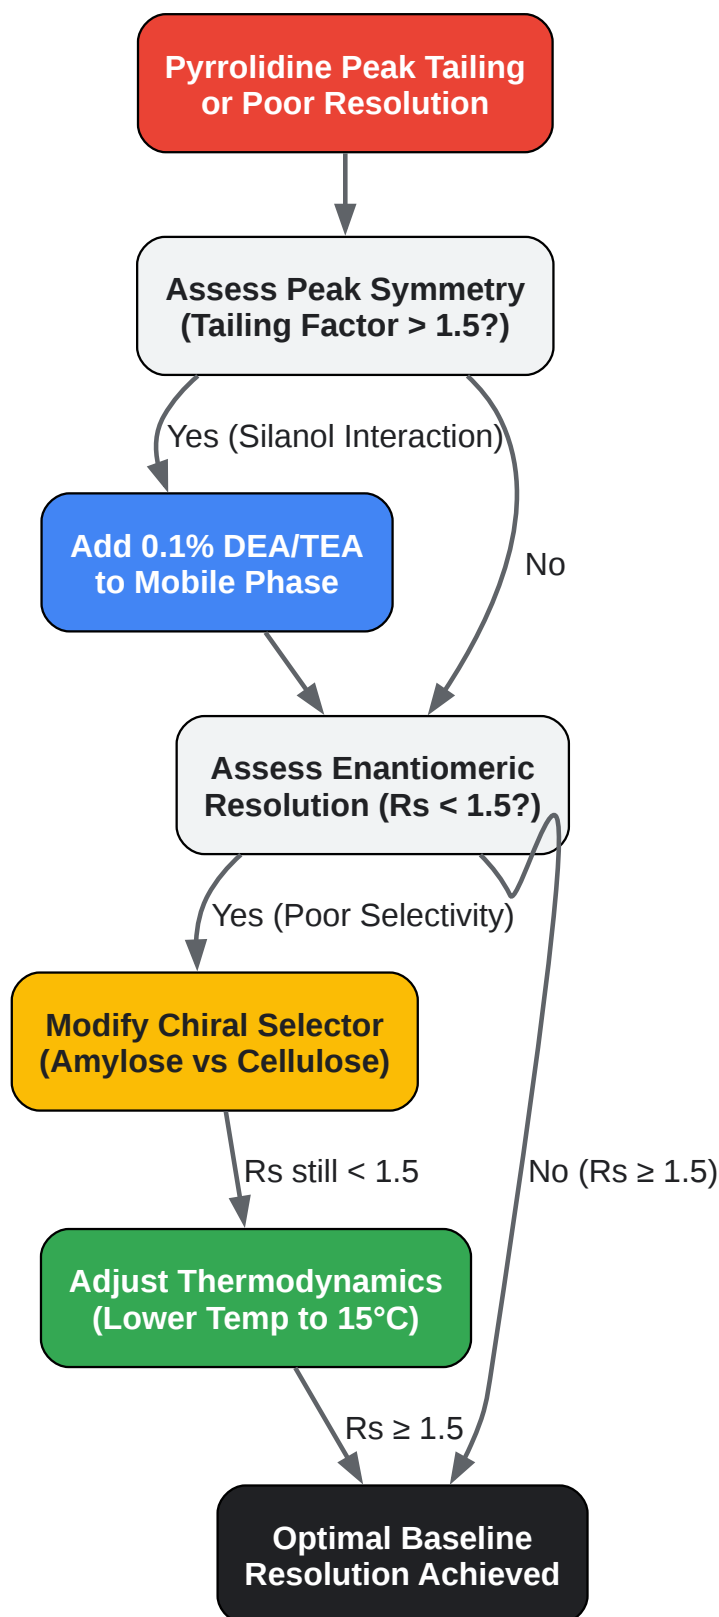 Pyrrolidine Peak Tailing
or Poor Resolution
Assess Peak Symmetry
(Tailing Factor > 1.5?)
Yes (Silanol Interaction)
Add 0.1% DEA/TEA
to Mobile Phase
No
Assess Enantiomeric
Resolution (Rs < 1.5?)
Yes (Poor Selectivity)
Modify Chiral Selector
(Amylose vs Cellulose)
Rs still < 1.5
No (Rs ≥ 1.5)
Adjust Thermodynamics
(Lower Temp to 15°C)
Rs ≥ 1.5
Optimal Baseline
Resolution Achieved